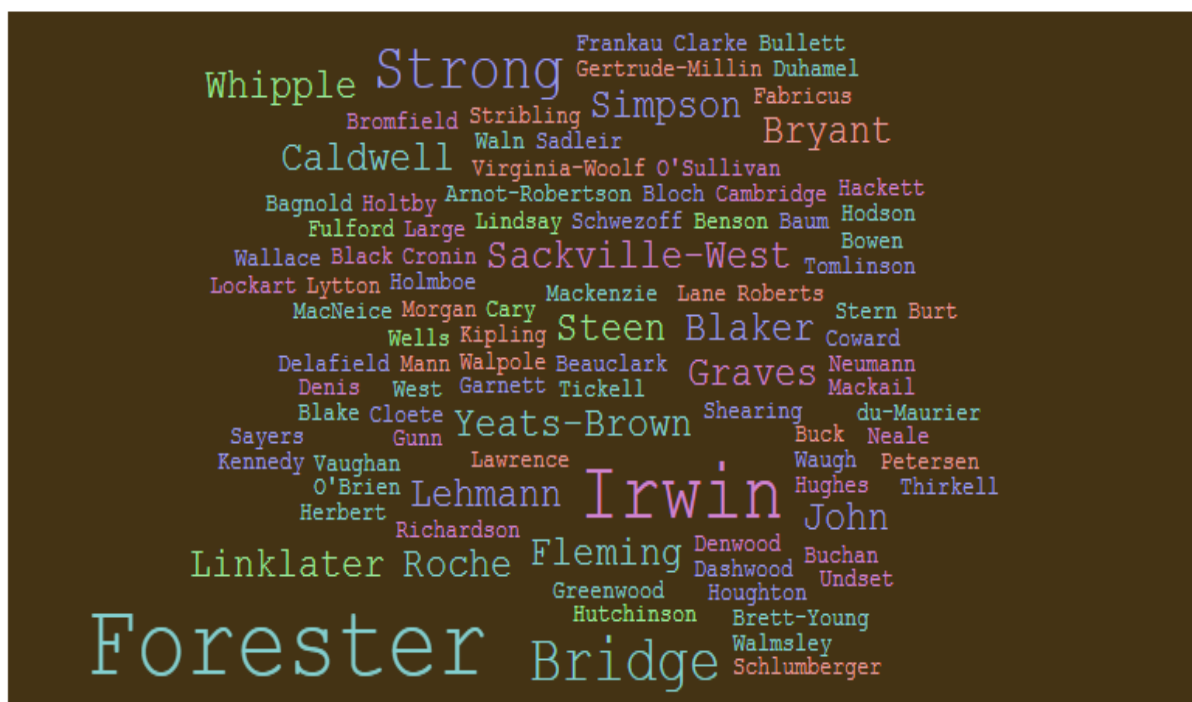 Frankau Clarke Bullett
Whipple Strong Gertrude-Millin Duhamel
Simpson Fabricus
Bromfield Stribling Bryant
Waln Sadleir
Caldwell Virginia-Woolf O'Sullivan
Arnot-Robertson Bloch Cambridge Hackett
Bagnold Holtby
Fulford Large Lindsay Schwezoff Benson Baum Hodson
Bowen
Wallace Black Cronin Sackville-West Tomlinson
Lockart Lytton Holmboe
Mackenzie Lane Roberts
MacNeice Morgan Cary Stern Burt
Wells Kipling Steen Blaker Coward
Delafield Mann Walpole Beauclark Graves Neumann
Denis West Garnett Tickell Mackail
Blake Cloete Yeats-Brown Shearing du-Maurier
Sayers Gunn Buck Neale
Kennedy Vaughan Lawrence Waugh Petersen
O'Brien Lehmann Irwin Hughes Thirkell
Herbert John
Richardson
Linklater Roche Fleming Denwood Buchan
Dashwood Undset
Greenwood Houghton
Hutchinson Brett-Young
Forester Bridge Walmsley
Schlumberger